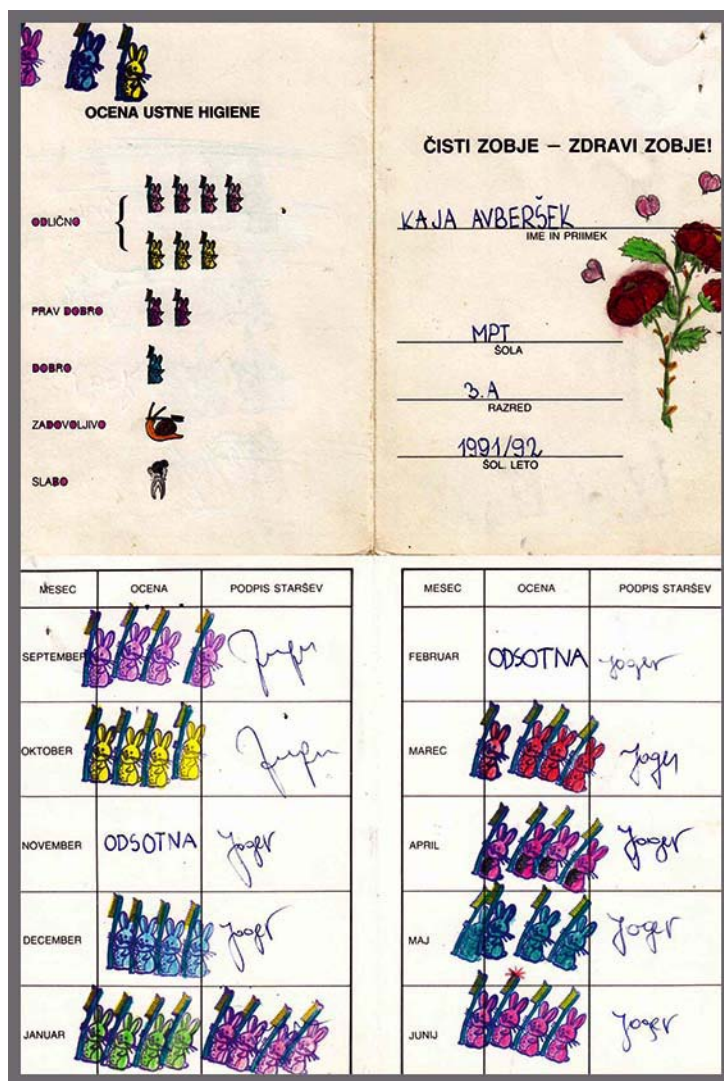 OCENA USTNE HIGIENE
ODLIČNO
PRAV DOBRO
DOBRO
ZADOVOLJIVO
SLABO
ČISTI ZOBJE – ZDRAVI ZOBJE!
KAJA AVBERŠEK
IME IN PRIIMEK
MPT
ŠOLA
3.A
RAZRED
1991/92
ŠOL. LETO
MESEC OCENA PODPIS STARŠEV
SEPTEMBER
OKTOBER
NOVEMBER ODSOTNA Joger
DECEMBER Joger
JANUAR
MESEC OCENA PODPIS STARŠEV
FEBRUAR ODSOTNA Joger
MAREC Joger
APRIL Joger
MAJ Joger
JUNIJ Joger